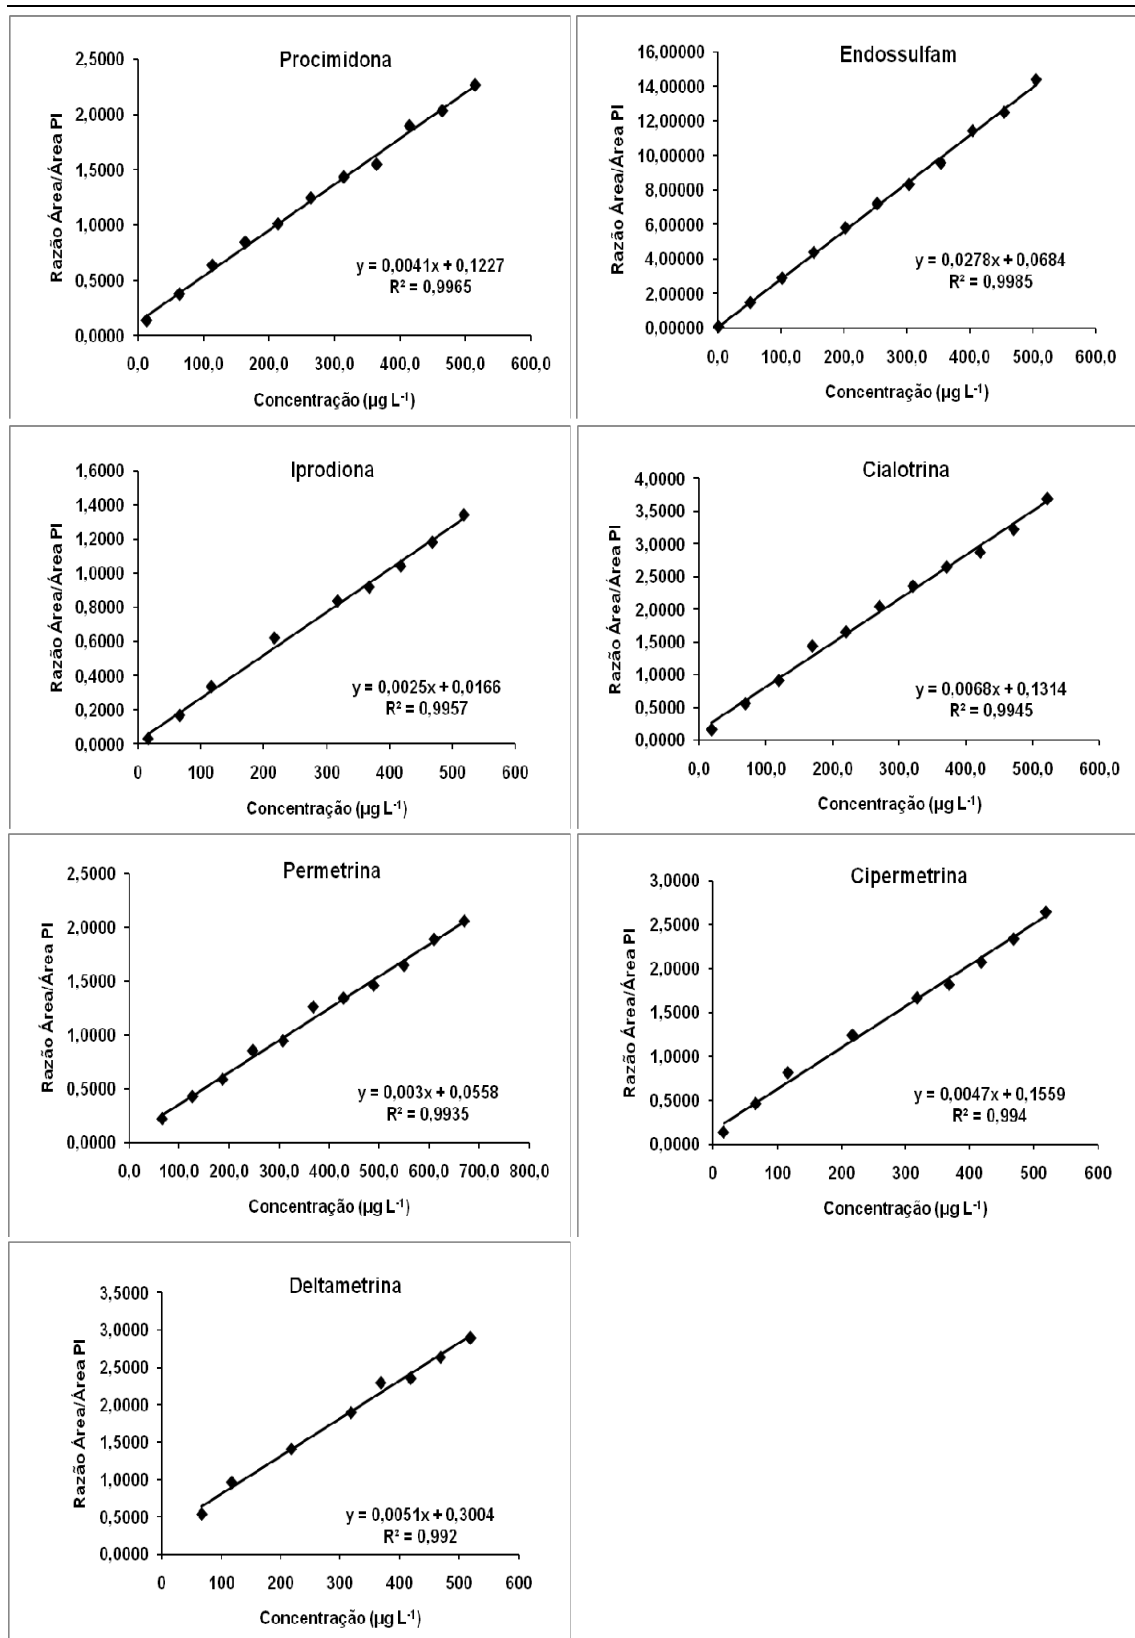 Procimidona
2,5000
2,0000
1,5000
1,0000
0,5000
0,0000
Razão Área/Área PI
y = 0,0041x + 0,1227
R² = 0,9965
0,0 100,0 200,0 300,0 400,0 500,0 600,0
Concentração (µg L⁻¹)
Endossulfam
16,00000
14,00000
12,00000
10,00000
8,00000
6,00000
4,00000
2,00000
0,00000
Razão Área/Área PI
y = 0,0278x + 0,0684
R² = 0,9985
0,0 100,0 200,0 300,0 400,0 500,0 600,0
Concentração (µg L⁻¹)
Iprodiona
1,6000
1,4000
1,2000
1,0000
0,8000
0,6000
0,4000
0,2000
0,0000
Razão Área/Área PI
y = 0,0025x + 0,0166
R² = 0,9957
0 100 200 300 400 500 600
Concentração (µg L⁻¹)
Cialotrina
4,0000
3,5000
3,0000
2,5000
2,0000
1,5000
1,0000
0,5000
0,0000
Razão Área/Área PI
y = 0,0068x + 0,1314
R² = 0,9945
0,0 100,0 200,0 300,0 400,0 500,0 600,0
Concentração (µg L⁻¹)
Permetrina
2,5000
2,0000
1,5000
1,0000
0,5000
0,0000
Razão Área/Área PI
y = 0,003x + 0,0558
R² = 0,9935
0,0 100,0 200,0 300,0 400,0 500,0 600,0 700,0 800,0
Concentração (µg L⁻¹)
Cipermetrina
3,0000
2,5000
2,0000
1,5000
1,0000
0,5000
0,0000
Razão Área/Área PI
y = 0,0047x + 0,1559
R² = 0,994
0 200 300 400 500 600
Concentração (µg L⁻¹)
Deltametrina
3,5000
3,0000
2,5000
2,0000
1,5000
1,0000
0,5000
0,0000
Razão Área/Área PI
y = 0,0051x + 0,3004
R² = 0,992
0 100 200 300 400 500 600
Concentração (µg L⁻¹)